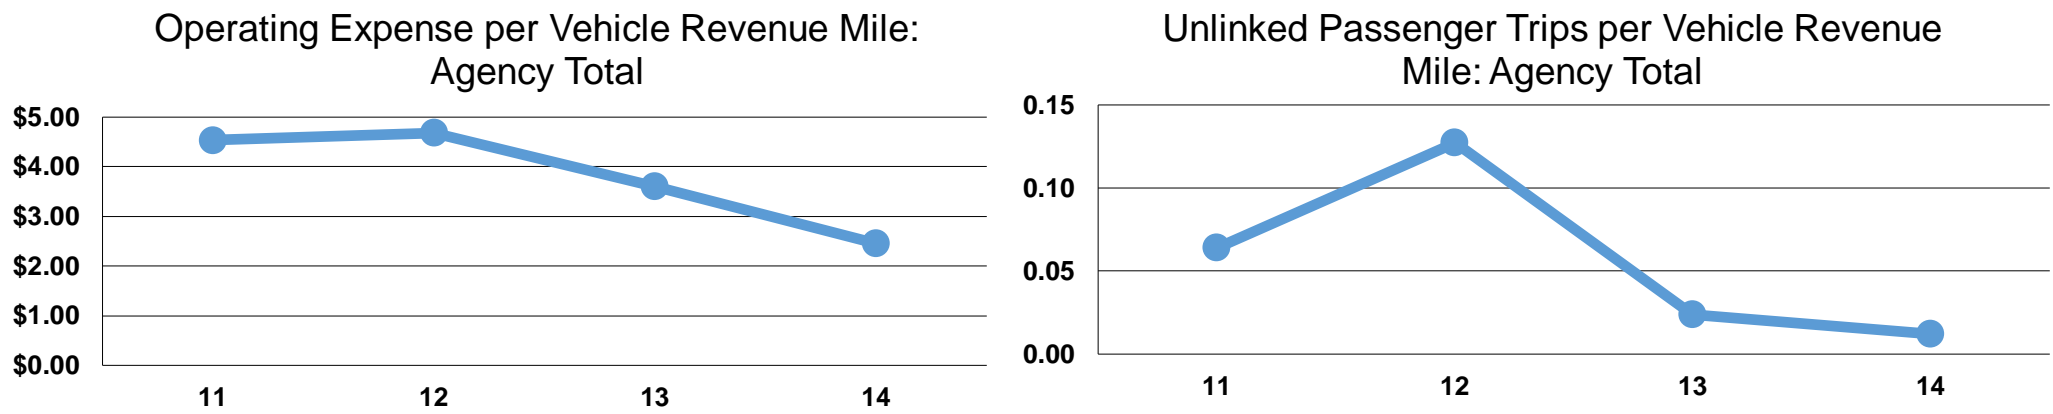 Operating Expense per Vehicle Revenue Mile:
Agency Total
$5.00
$4.00
$3.00
$2.00
$1.00
$0.00
11 12 13 14
Unlinked Passenger Trips per Vehicle Revenue
Mile: Agency Total
0.15
0.10
0.05
0.00
11 12 13 14